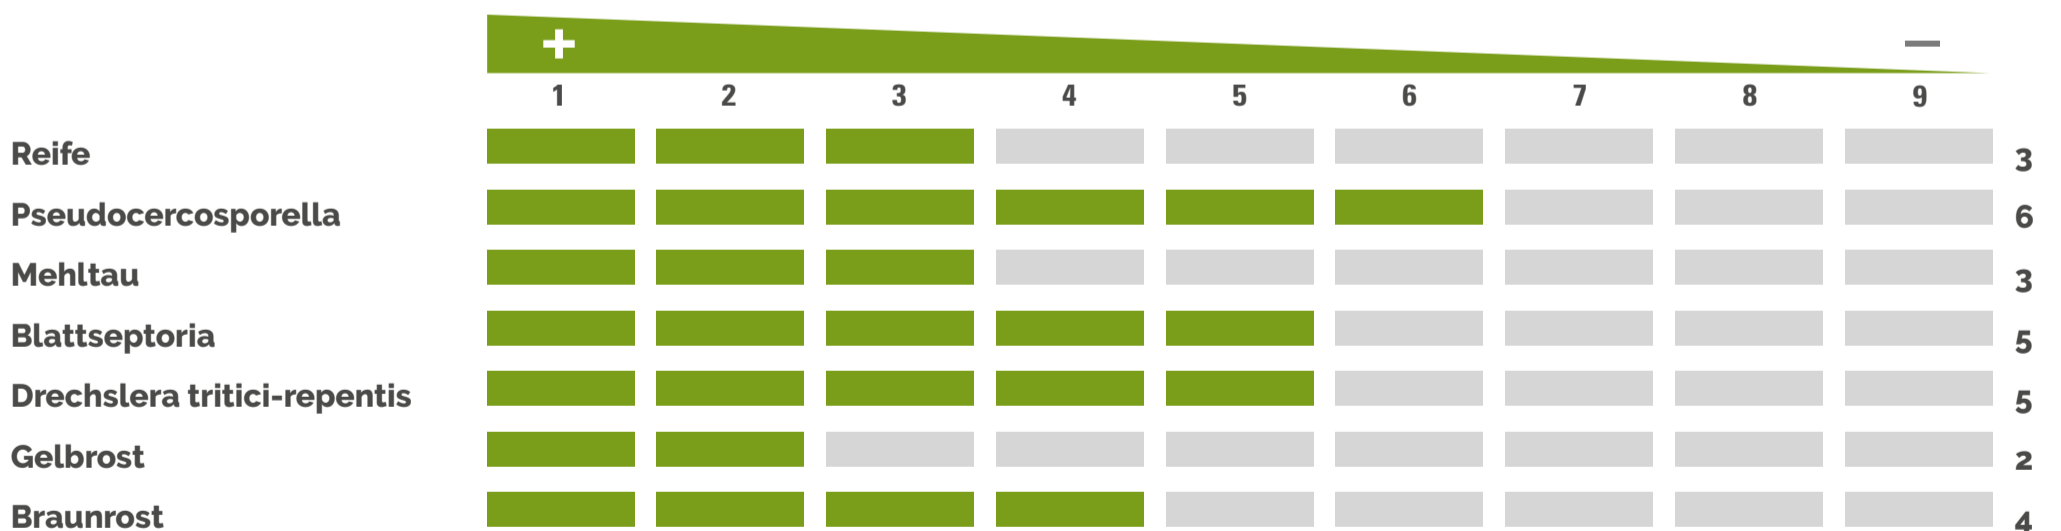 + –
1 2 3 4 5 6 7 8 9
Reife 3
Pseudocercosporella 6
Mehltau 3
Blattseptoria 5
Drechslera tritici-repentis 5
Gelbrost 2
Braunrost 4